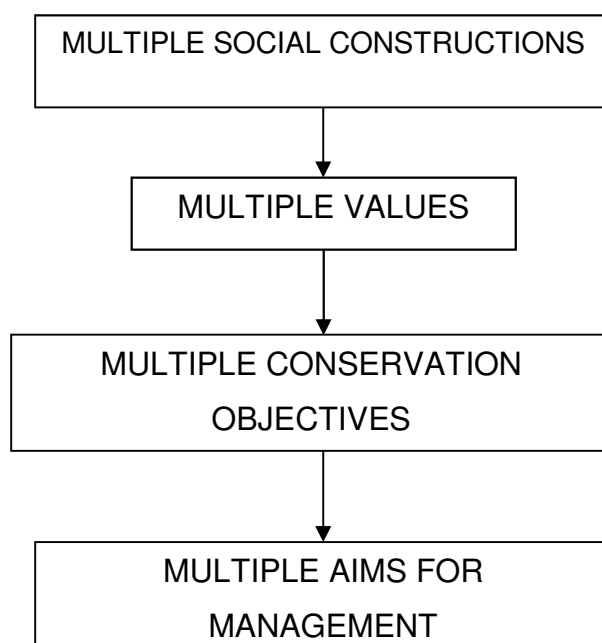 MULTIPLE SOCIAL CONSTRUCTIONS
MULTIPLE VALUES
MULTIPLE CONSERVATION
OBJECTIVES
MULTIPLE AIMS FOR
MANAGEMENT